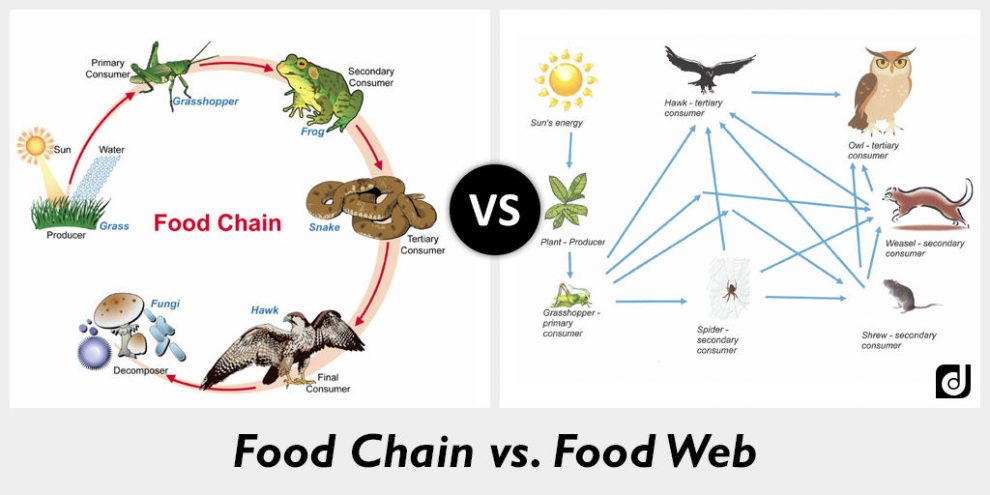 Primary
Consumer
Grasshopper
Secondary
Consumer
Frog
Sun
Water
Grass
Producer
Food Chain
Snake
Tertiary
Consumer
Fungi
Decomposer
Hawk
Final
Consumer
VS
Sun's energy
Hawk - tertiary
consumer
Owl - tertiary
consumer
Plant - Producer
Weasel - secondary
consumer
Grasshopper -
primary
consumer
Spider -
secondary
consumer
Shrew - secondary
consumer
d
Food Chain vs. Food Web